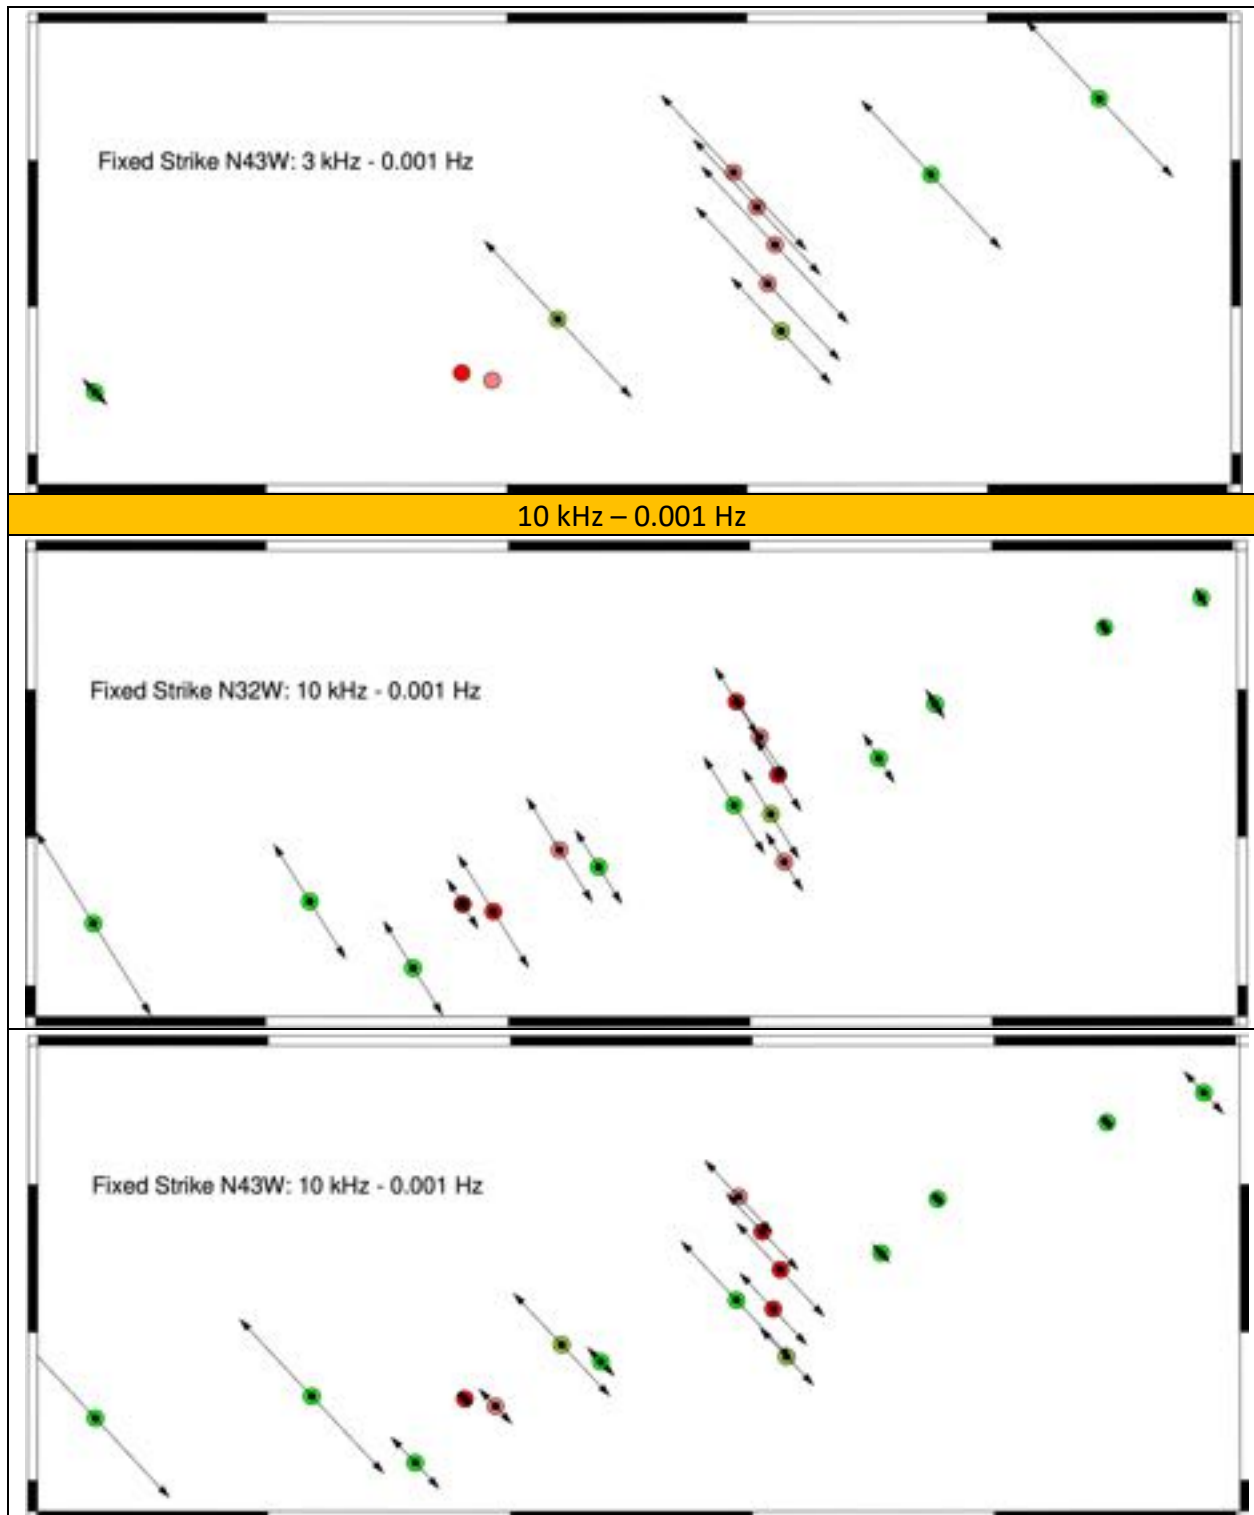 Fixed Strike N43W: 3 kHz - 0.001 Hz
10 kHz – 0.001 Hz
Fixed Strike N32W: 10 kHz - 0.001 Hz
Fixed Strike N43W: 10 kHz - 0.001 Hz